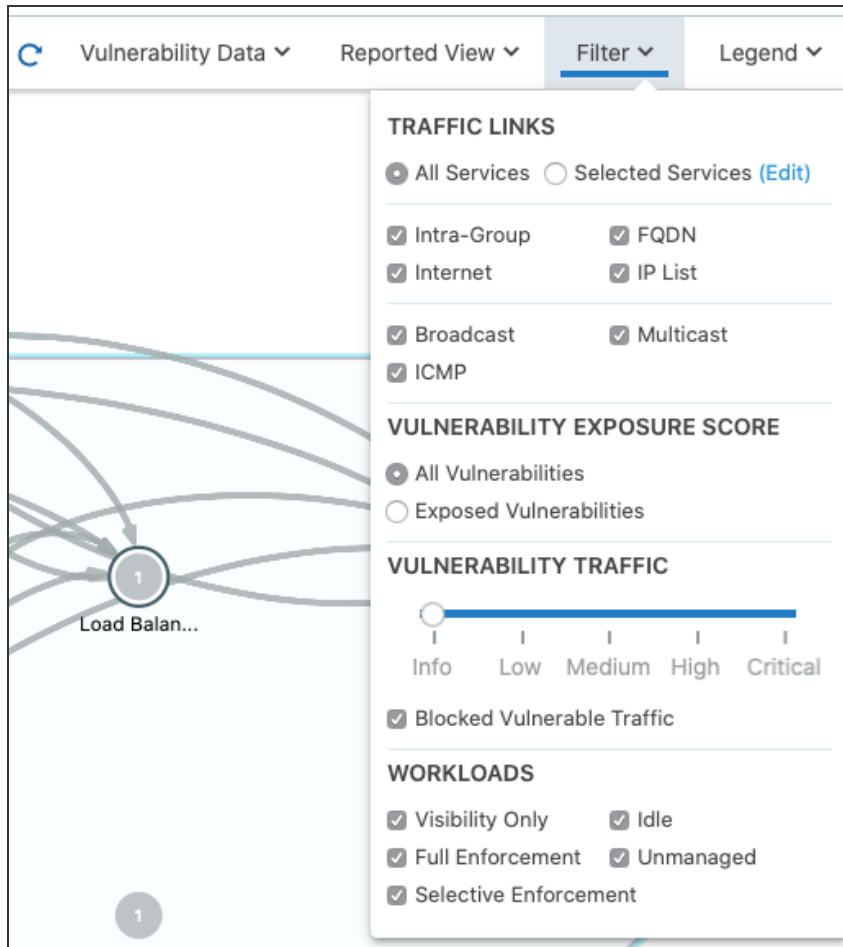 Vulnerability Data Reported View Filter Legend
TRAFFIC LINKS
All Services Selected Services (Edit)
Intra-Group FQDN
Internet IP List
Broadcast Multicast
ICMP
VULNERABILITY EXPOSURE SCORE
All Vulnerabilities
Exposed Vulnerabilities
VULNERABILITY TRAFFIC
Info Low Medium High Critical
Blocked Vulnerable Traffic
WORKLOADS
Visibility Only Idle
Full Enforcement Unmanaged
Selective Enforcement
1
Load Balan...
1